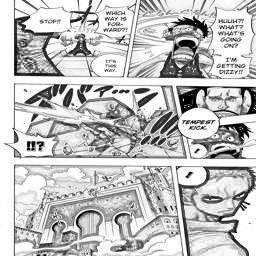 STOP!!
WHICH
WAY IS
FOR-
WARD?!
IT'S
THIS
WAY.
HUUH?!
WHAT?
WHAT'S
GOING
ON?
I'M
GETTING
DIZZY!!
TEMPEST
KICK.
!!?